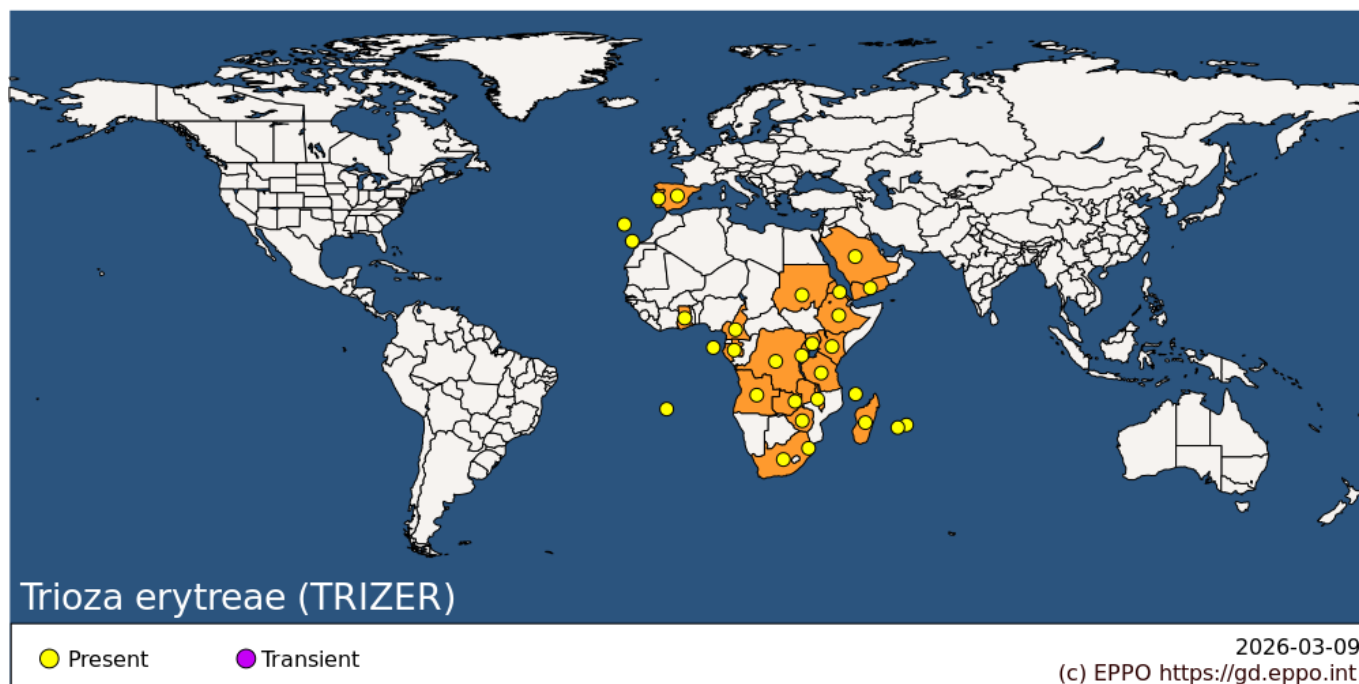 Trioza erytreae (TRIZER)
Present
Transient
2026-03-09
(c) EPPO https://gd.eppo.int